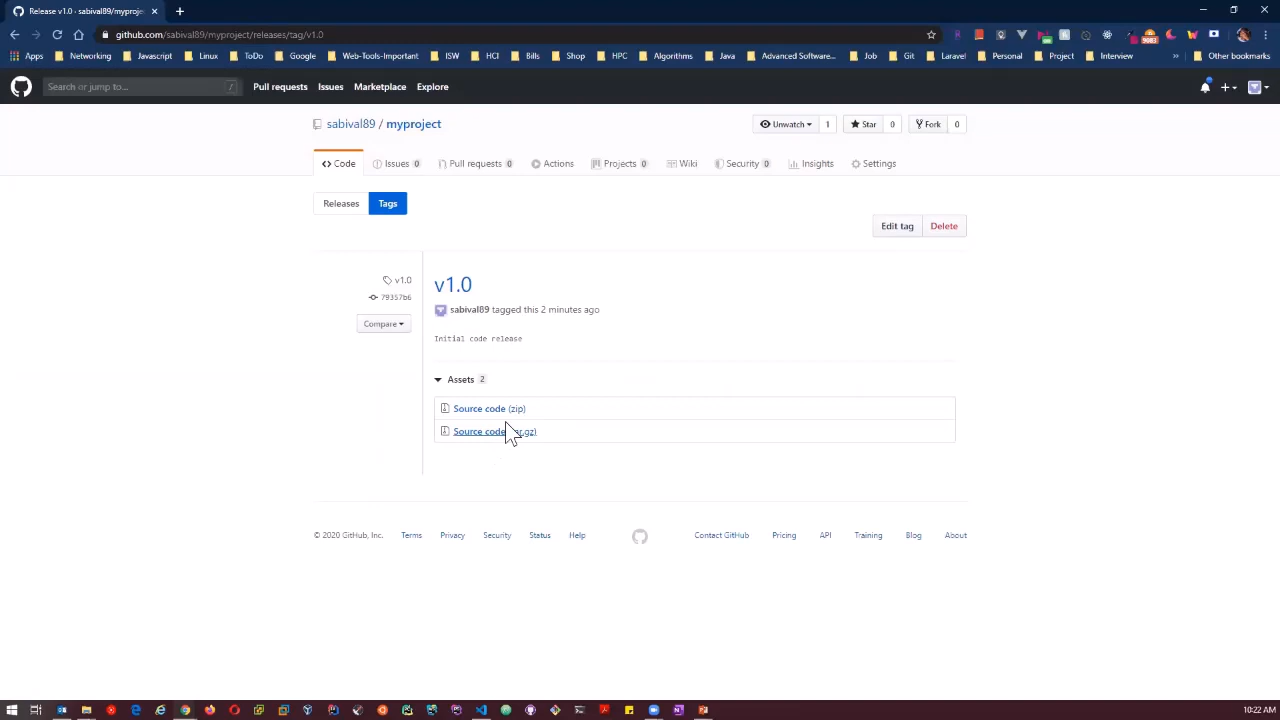 Release v1.0 · sabival89/myproje
github.com/sabival89/myproject/releases/tag/v1.0
Apps Networking Javascript Linux ToDo Google Web-Tools-Important ISW HCI Bills Shop HPC Algorithms Java Advanced Software... Job Git Laravel Personal Project Interview » Other bookmarks
9083
Search or jump to... /
Pull requests Issues Marketplace Explore
sabival89 / myproject
Unwatch 1 Star 0 Fork 0
Code Issues 0 Pull requests 0 Actions Projects 0 Wiki Security 0 Insights Settings
Releases Tags
Edit tag Delete
v1.0
79357b6
Compare
v1.0
sabival89 tagged this 2 minutes ago
Initial code release
Assets 2
Source code (zip)
Source code ar.gz)
© 2020 GitHub, Inc. Terms Privacy Security Status Help Contact GitHub Pricing API Training Blog About
10:22 AM